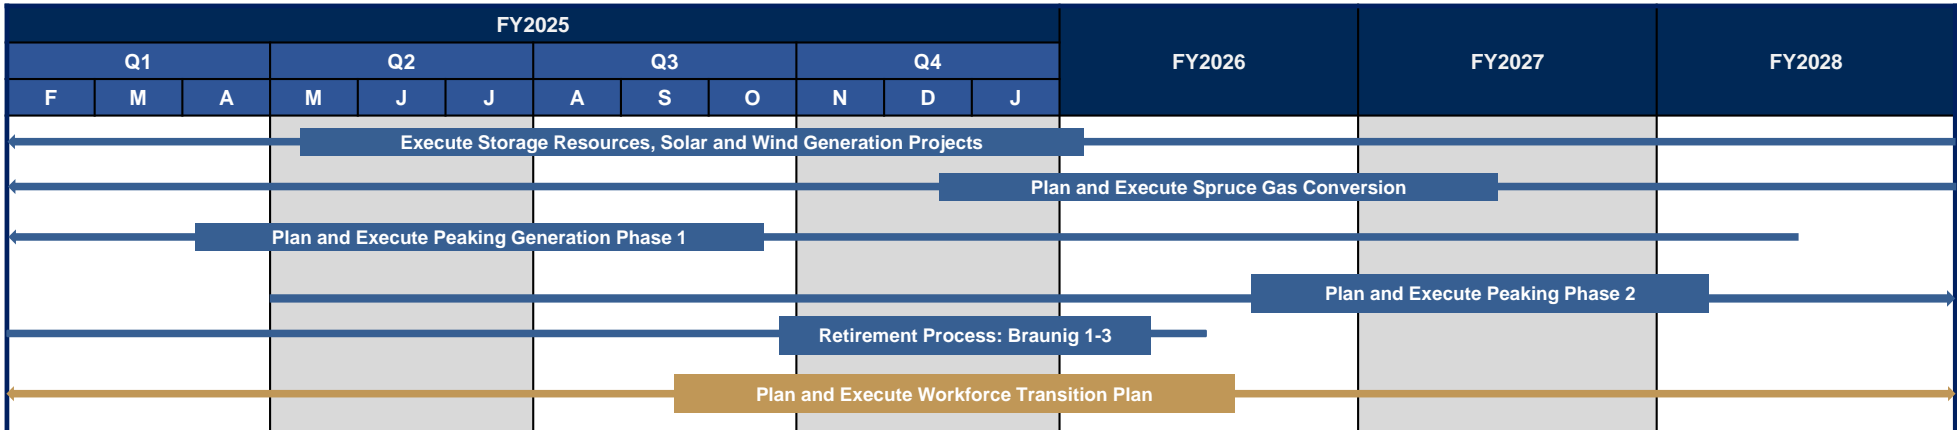 FY2025
Q1 Q2 Q3 Q4 FY2026 FY2027 FY2028
F M A M J J A S O N D J
Execute Storage Resources, Solar and Wind Generation Projects
Plan and Execute Spruce Gas Conversion
Plan and Execute Peaking Generation Phase 1
Plan and Execute Peaking Phase 2
Retirement Process: Braunig 1-3
Plan and Execute Workforce Transition Plan